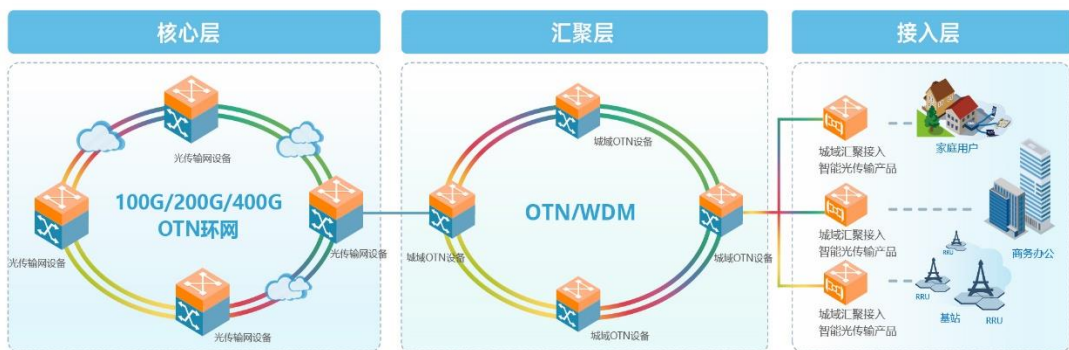 核心层
光传输网设备
100G/200G/400G
OTN环网
光传输网设备
光传输网设备
光传输网设备
汇聚层
城域OTN设备
OTN/WDM
城域OTN设备
城域OTN设备
城域OTN设备
接入层
城域汇聚接入
智能光传输产品
家庭用户
城域汇聚接入
智能光传输产品
商务办公
城域汇聚接入
智能光传输产品
RRU
RRU
基站
RRU